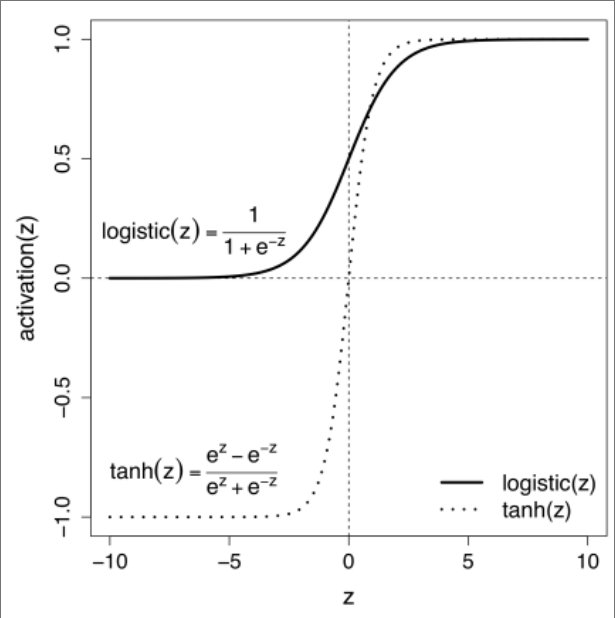 1.0
0.5
logistic(z) = 1 / 1 + e^−z
0.0
activation(z)
−0.5
tanh(z) = e^z − e^−z / e^z + e^−z
logistic(z)
tanh(z)
−1.0
−10 −5 0 5 10
z